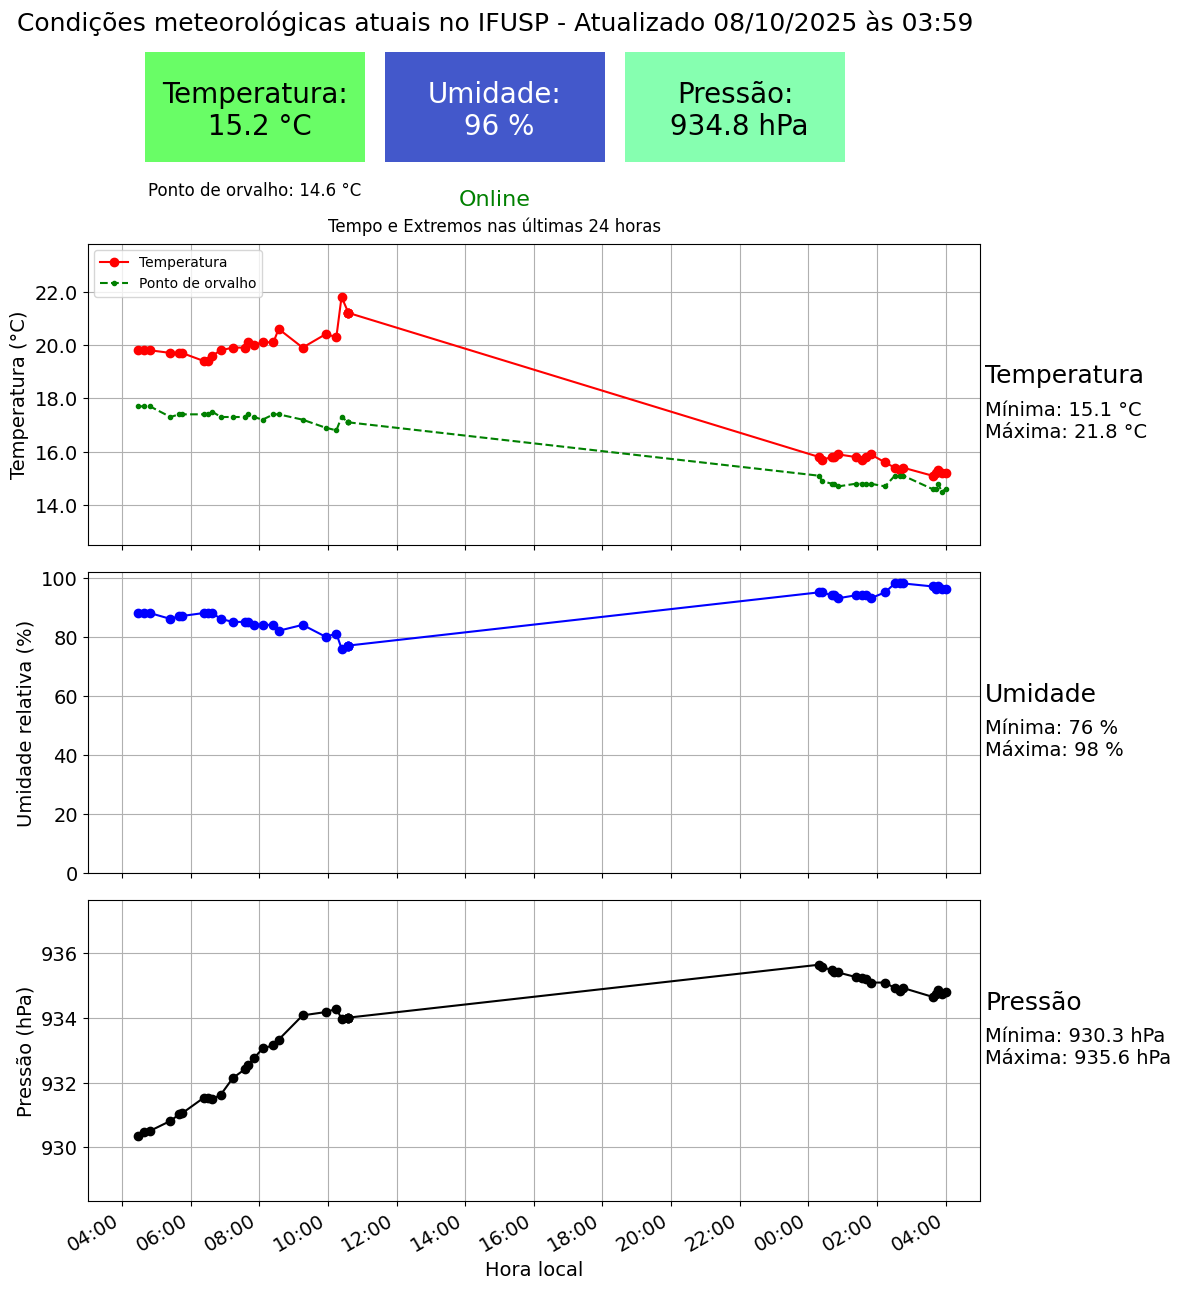 Condições meteorológicas atuais no IFUSP - Atualizado 08/10/2025 às 03:59
Temperatura:
15.2 °C
Umidade:
96 %
Pressão:
934.8 hPa
Ponto de orvalho: 14.6 °C
Online
Tempo e Extremos nas últimas 24 horas
Temperatura
Ponto de orvalho
Temperatura (°C)
22.0
20.0
18.0
16.0
14.0
Temperatura
Mínima: 15.1 °C
Máxima: 21.8 °C
Umidade relativa (%)
100
80
60
40
20
0
Umidade
Mínima: 76 %
Máxima: 98 %
Pressão (hPa)
936
934
932
930
Pressão
Mínima: 930.3 hPa
Máxima: 935.6 hPa
04:00
06:00
08:00
10:00
12:00
14:00
16:00
18:00
20:00
22:00
00:00
02:00
04:00
Hora local